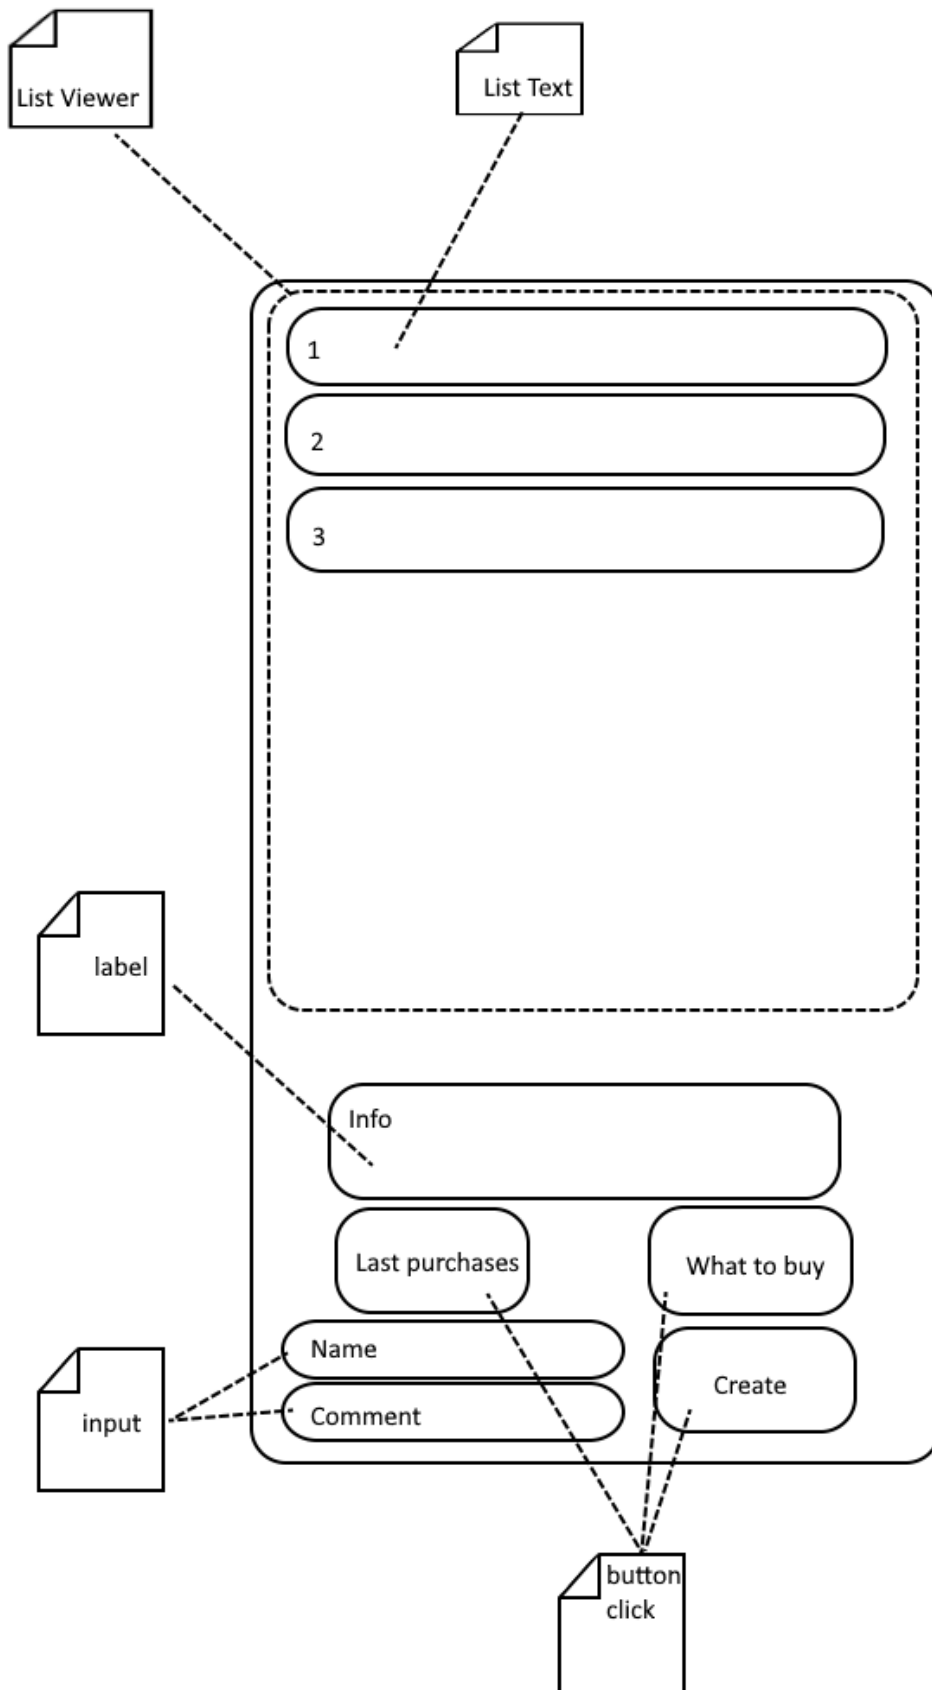 List Viewer
List Text
1
2
3
label
Info
Last purchases
What to buy
Name
Create
input
Comment
button
click